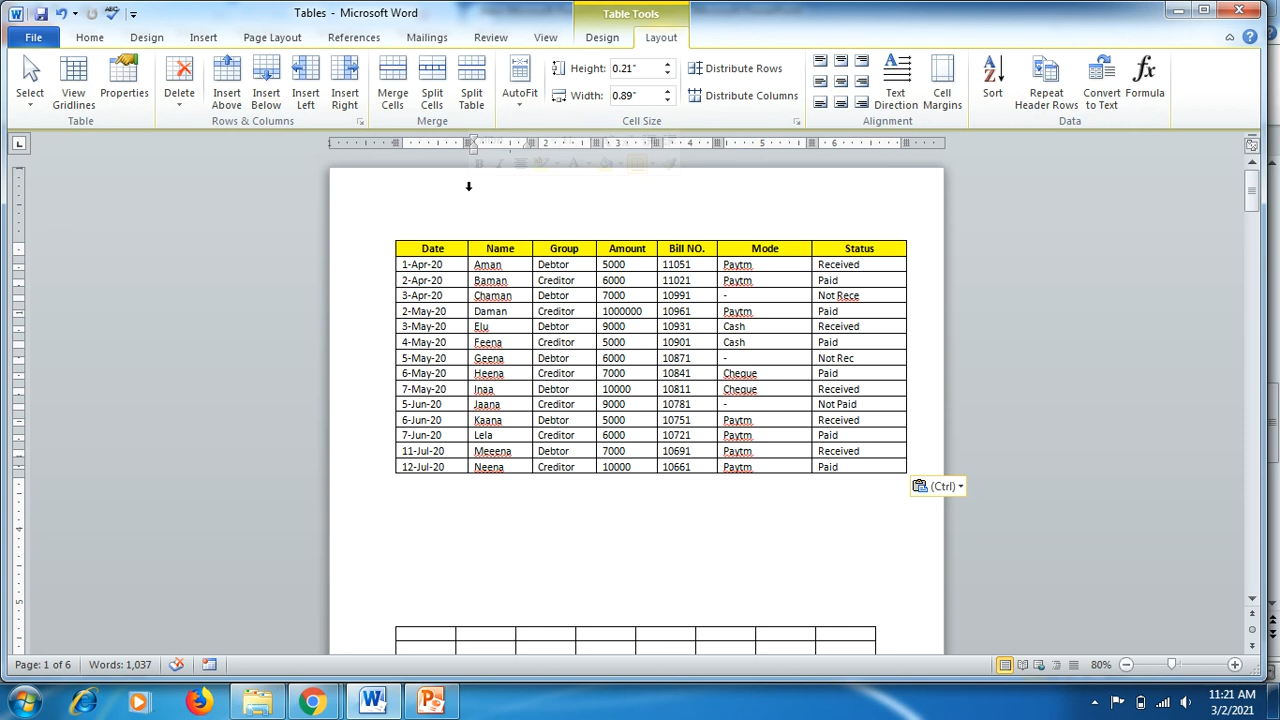 Tables - Microsoft Word
Table Tools
File Home Design Insert Page Layout References Mailings Review View Design Layout
Select View Gridlines Properties Delete Insert Above Insert Below Insert Left Insert Right Merge Cells Split Cells Split Table AutoFit Height: 0.21" Width: 0.89" Distribute Rows Distribute Columns Text Direction Cell Margins Sort Repeat Header Rows Convert to Text Formula
Table Rows & Columns Merge Cell Size Alignment Data
1 2 3 4 5 6
Date Name Group Amount Bill NO. Mode Status
1-Apr-20 Aman Debtor 5000 11051 Paytm Received
2-Apr-20 Baman Creditor 6000 11021 Paytm Paid
3-Apr-20 Chaman Debtor 7000 10991 - Not Rece
2-May-20 Daman Creditor 1000000 10961 Paytm Paid
3-May-20 Elu Debtor 9000 10931 Cash Received
4-May-20 Feena Creditor 5000 10901 Cash Paid
5-May-20 Geena Debtor 6000 10871 - Not Rec
6-May-20 Heena Creditor 7000 10841 Cheque Paid
7-May-20 Inaa Debtor 10000 10811 Cheque Received
5-Jun-20 Jaana Creditor 9000 10781 - Not Paid
6-Jun-20 Kaana Debtor 5000 10751 Paytm Received
7-Jun-20 Lela Creditor 6000 10721 Paytm Paid
11-Jul-20 Meeena Debtor 7000 10691 Paytm Received
12-Jul-20 Neena Creditor 10000 10661 Paytm Paid
(Ctrl)
Page: 1 of 6 Words: 1,037 80%
11:21 AM
3/2/2021